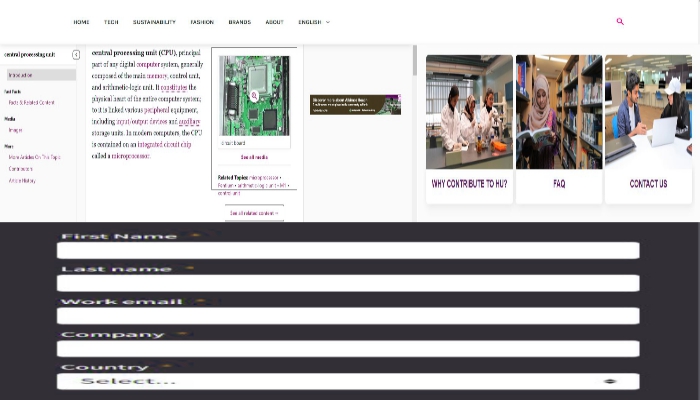 HOME TECH SUSTAINABILITY FASHION BRANDS ABOUT ENGLISH
central processing unit
Introduction
Fast Facts
Facts & Related Content
Media
Images
More
More Articles On This Topic
Contributors
Article History
central processing unit (CPU), principal
part of any digital computer system, generally
composed of the main memory, control unit,
and arithmetic-logic unit. It constitutes the
physical heart of the entire computer system;
to it is linked various peripheral equipment,
including input/output devices and auxiliary
storage units. In modern computers, the CPU
is contained on an integrated circuit chip
called a microprocessor.
circuit board
See all media
Related Topics: microprocessor •
Pentium • arithmetic-logic unit • M1 •
control unit
See all related content
WHY CONTRIBUTE TO HU?
FAQ
CONTACT US
First Name *
Last name *
Work email *
Company *
Country *
Select...